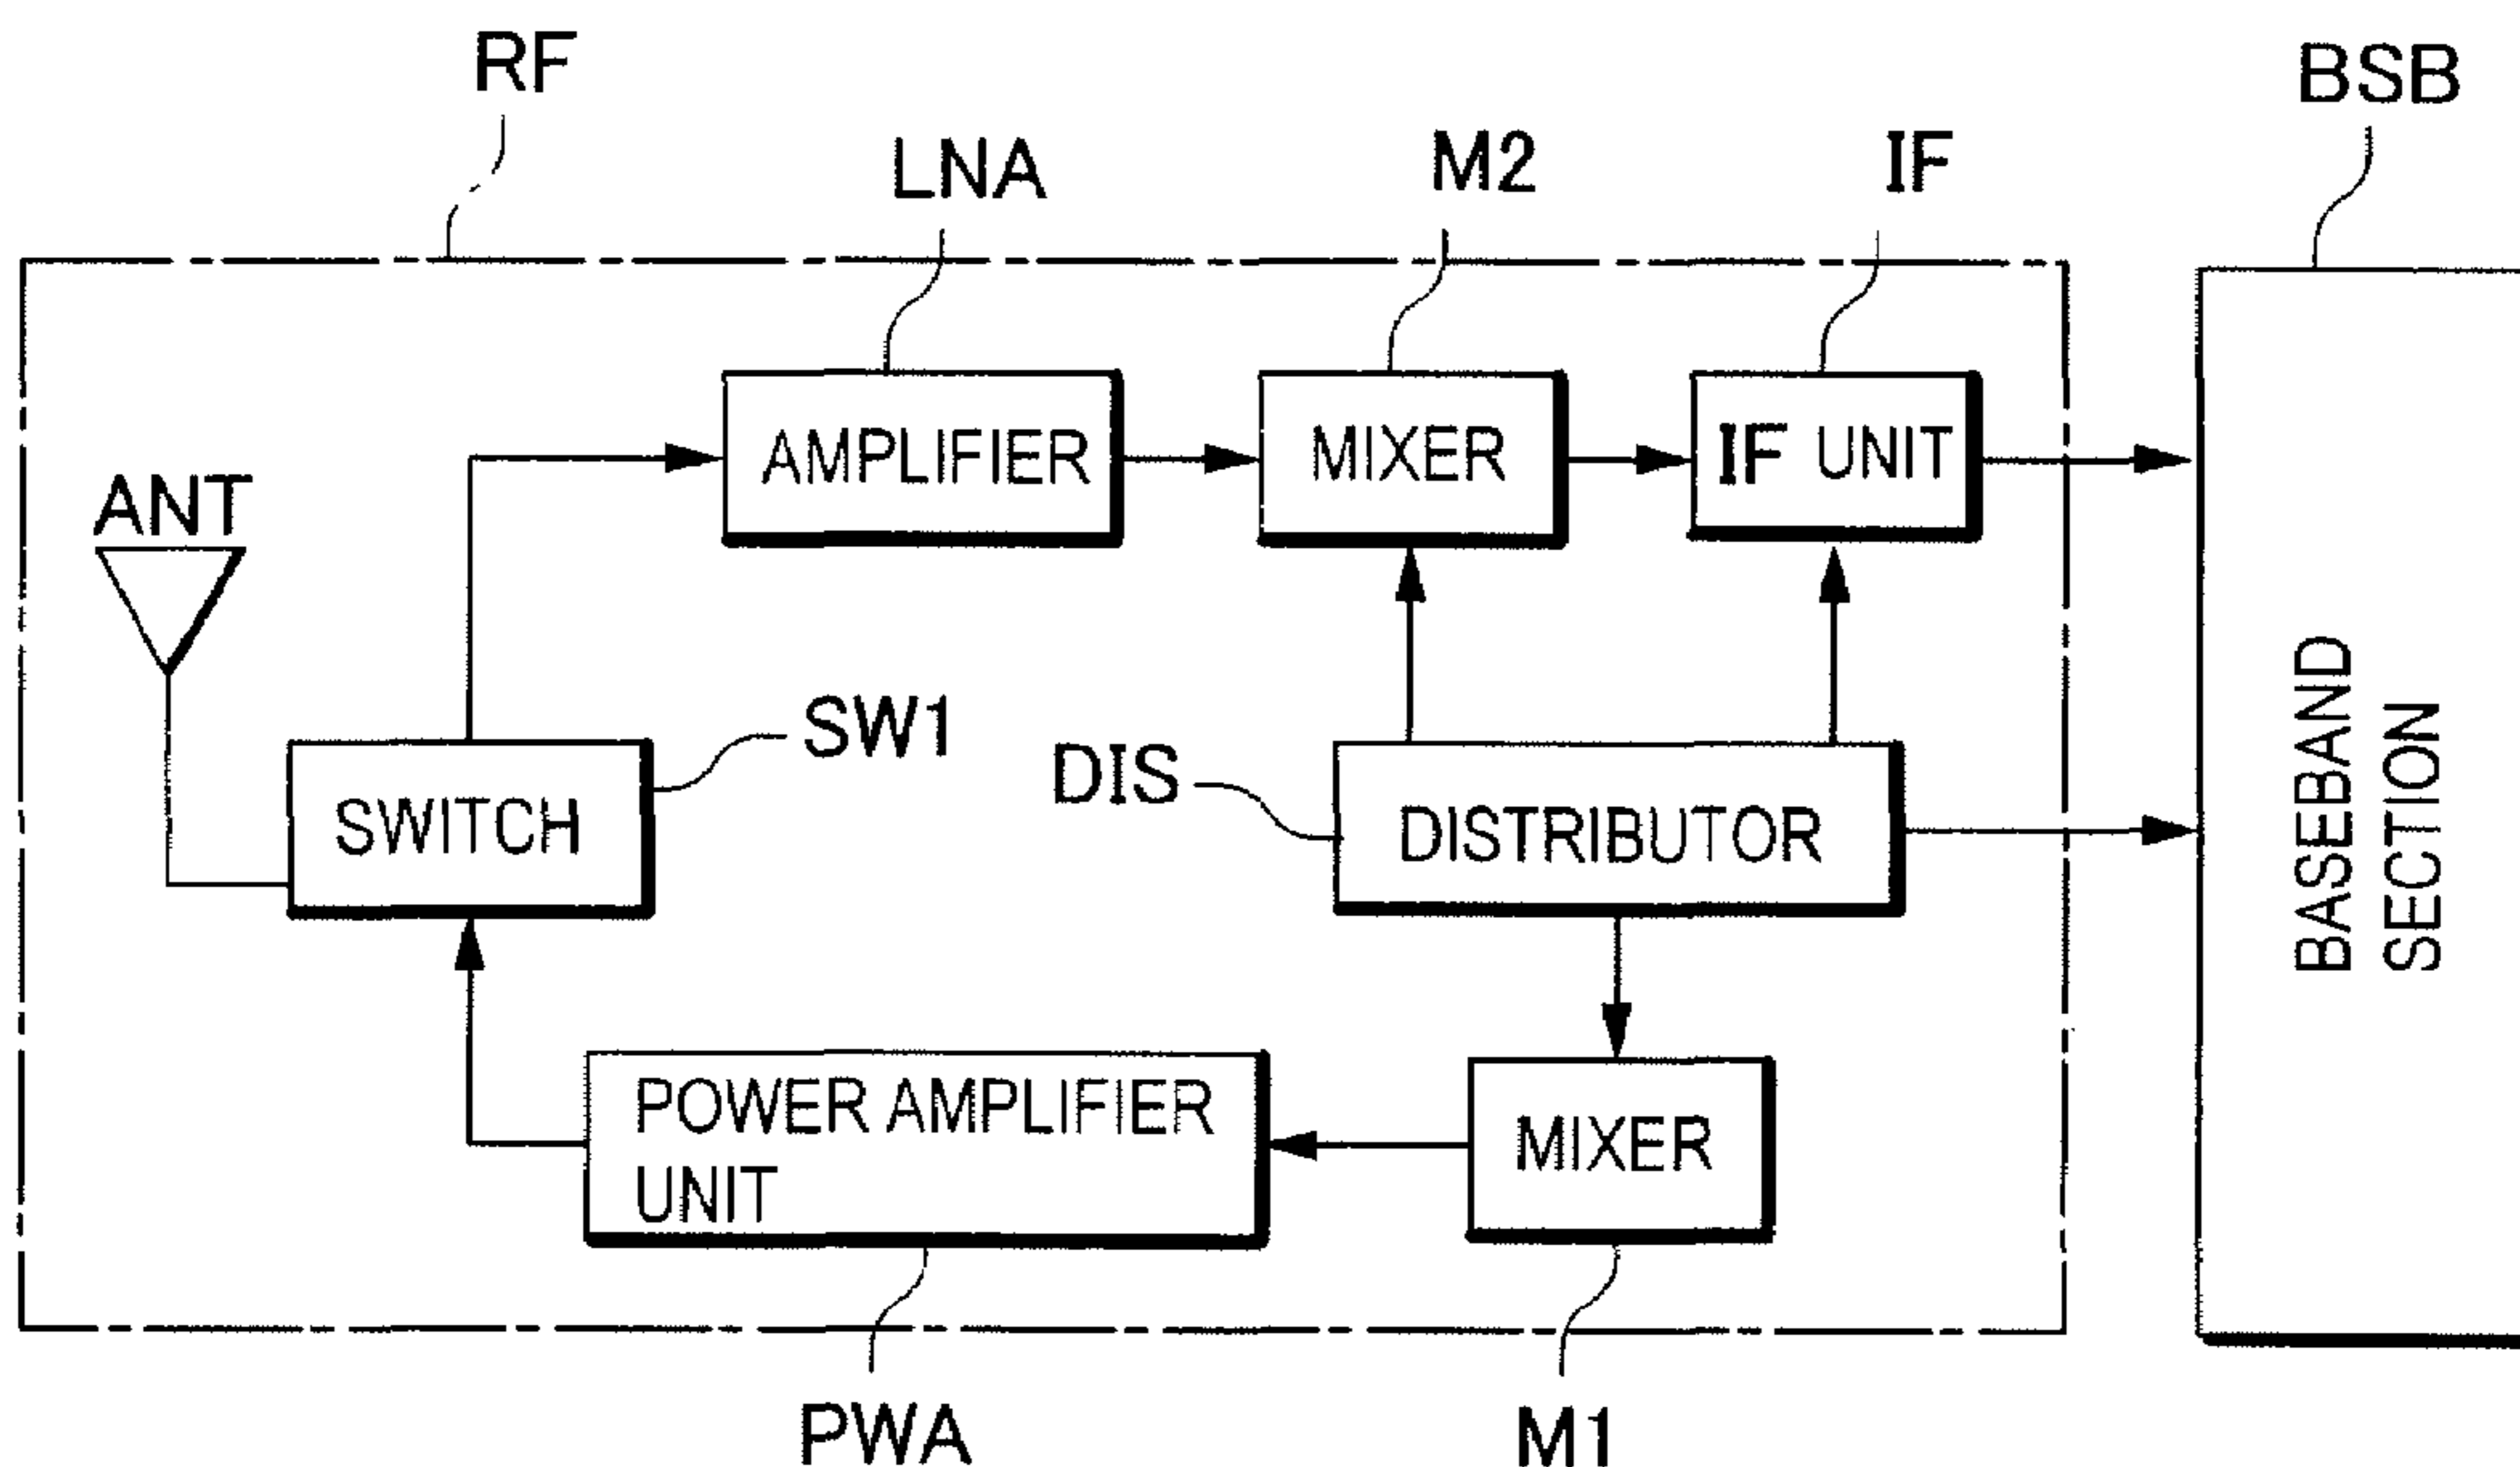 RF
BSB
LNA
M2
IF
AMPLIFIER
MIXER
IF UNIT
ANT
SW1
DIS
SWITCH
DISTRIBUTOR
BASEBAND
SECTION
POWER AMPLIFIER
UNIT
MIXER
PWA
M1